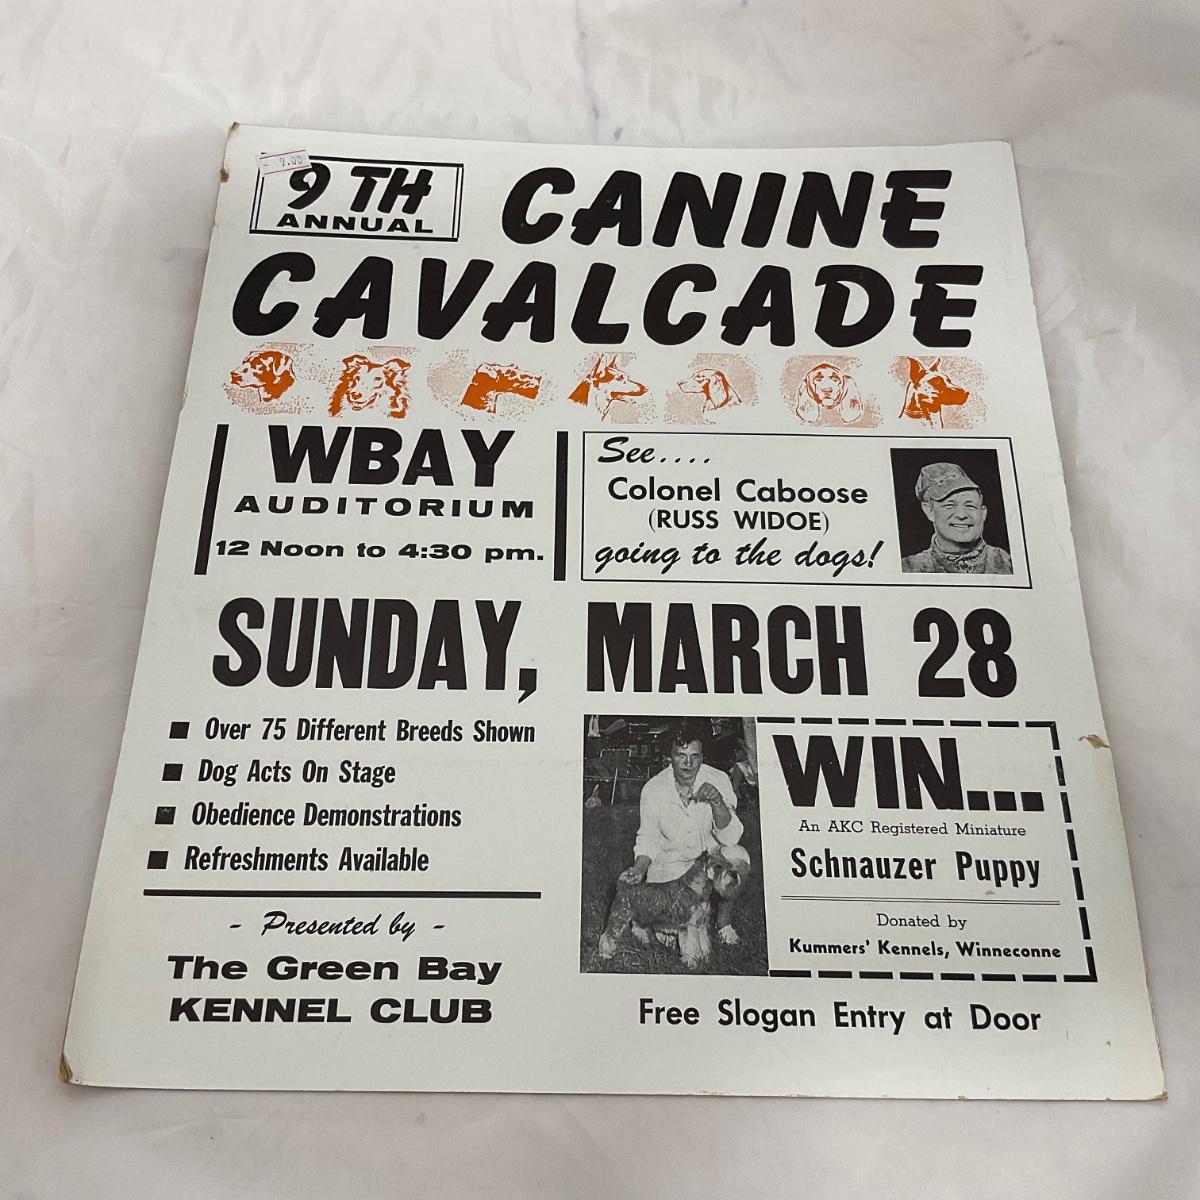 9.00
9 TH
ANNUAL
CANINE
CAVALCADE
WBAY
AUDITORIUM
12 Noon to 4:30 pm.
See....
Colonel Caboose
(RUSS WIDOE)
going to the dogs!
SUNDAY, MARCH 28
■ Over 75 Different Breeds Shown
■ Dog Acts On Stage
■ Obedience Demonstrations
■ Refreshments Available
- Presented by -
The Green Bay
KENNEL CLUB
WIN...
An AKC Registered Miniature
Schnauzer Puppy
Donated by
Kummers' Kennels, Winneconne
Free Slogan Entry at Door